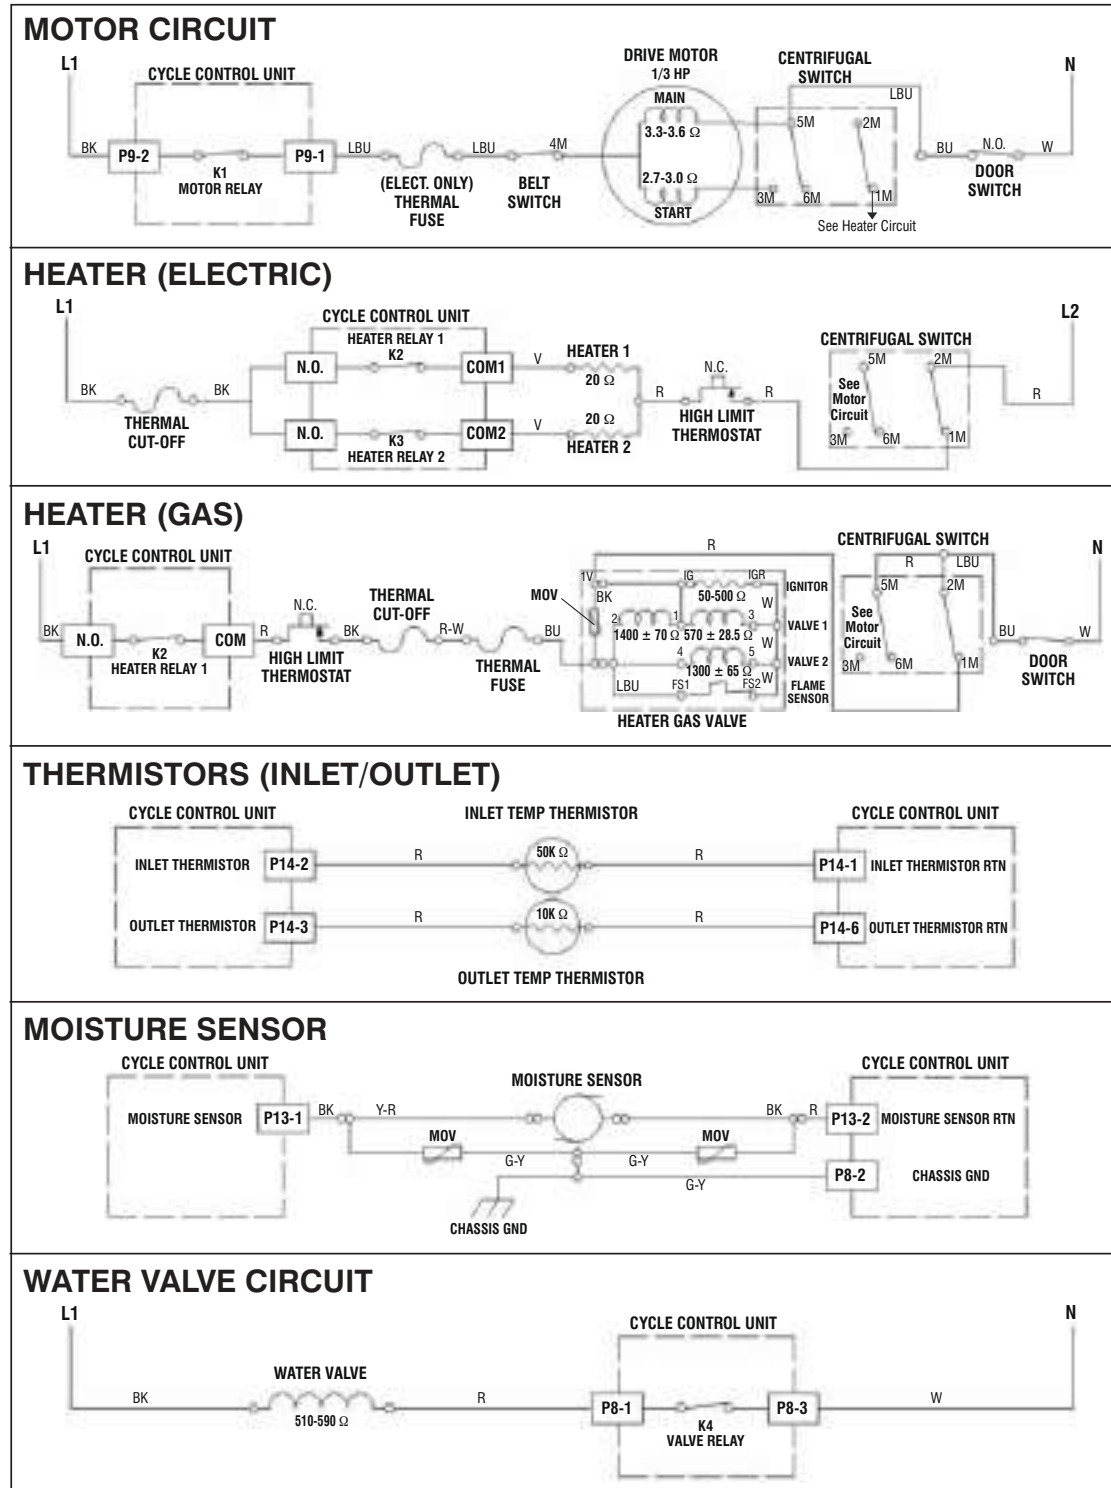 MOTOR CIRCUIT
L1
CYCLE CONTROL UNIT
DRIVE MOTOR
1/3 HP
CENTRIFUGAL
SWITCH
N
MAIN
3.3-3.6 Ω
LBU
5M
2M
BK
P9-2
P9-1
LBU
LBU
4M
BU
N.O.
W
K1
MOTOR RELAY
(ELECT. ONLY)
THERMAL
FUSE
BELT
SWITCH
2.7-3.0 Ω
START
3M
6M
1M
DOOR
SWITCH
See Heater Circuit
HEATER (ELECTRIC)
L1
CYCLE CONTROL UNIT
L2
HEATER RELAY 1
K2
N.O.
COM1
V
HEATER 1
20 Ω
CENTRIFUGAL SWITCH
5M
2M
N.C.
See
Motor
Circuit
BK
BK
R
R
R
THERMAL
CUT-OFF
HIGH LIMIT
THERMOSTAT
N.O.
COM2
V
20 Ω
HEATER 2
K3
HEATER RELAY 2
3M
6M
1M
HEATER (GAS)
L1
CYCLE CONTROL UNIT
R
CENTRIFUGAL SWITCH
N
R
LBU
1V
IG
IGR
IGNITOR
50-500 Ω
5M
2M
MOV
BK
W
THERMAL
CUT-OFF
N.C.
2
1
3
VALVE 1
1400 ± 70 Ω
570 ± 28.5 Ω
See
Motor
Circuit
BK
N.O.
COM
R
BK
R-W
BU
W
BU
W
K2
HEATER RELAY 1
HIGH LIMIT
THERMOSTAT
THERMAL
FUSE
4
5
VALVE 2
1300 ± 65 Ω
W
3M
6M
1M
DOOR
SWITCH
LBU
FS1
FS2
FLAME
SENSOR
HEATER GAS VALVE
THERMISTORS (INLET/OUTLET)
CYCLE CONTROL UNIT
INLET TEMP THERMISTOR
CYCLE CONTROL UNIT
INLET THERMISTOR
P14-2
R
50K Ω
R
P14-1
INLET THERMISTOR RTN
OUTLET THERMISTOR
P14-3
R
10K Ω
R
P14-6
OUTLET THERMISTOR RTN
OUTLET TEMP THERMISTOR
MOISTURE SENSOR
CYCLE CONTROL UNIT
MOISTURE SENSOR
CYCLE CONTROL UNIT
MOISTURE SENSOR
P13-1
BK
Y-R
BK
R
P13-2
MOISTURE SENSOR RTN
MOV
MOV
G-Y
G-Y
P8-2
CHASSIS GND
G-Y
CHASSIS GND
WATER VALVE CIRCUIT
L1
CYCLE CONTROL UNIT
N
WATER VALVE
BK
R
P8-1
P8-3
W
510-590 Ω
K4
VALVE RELAY